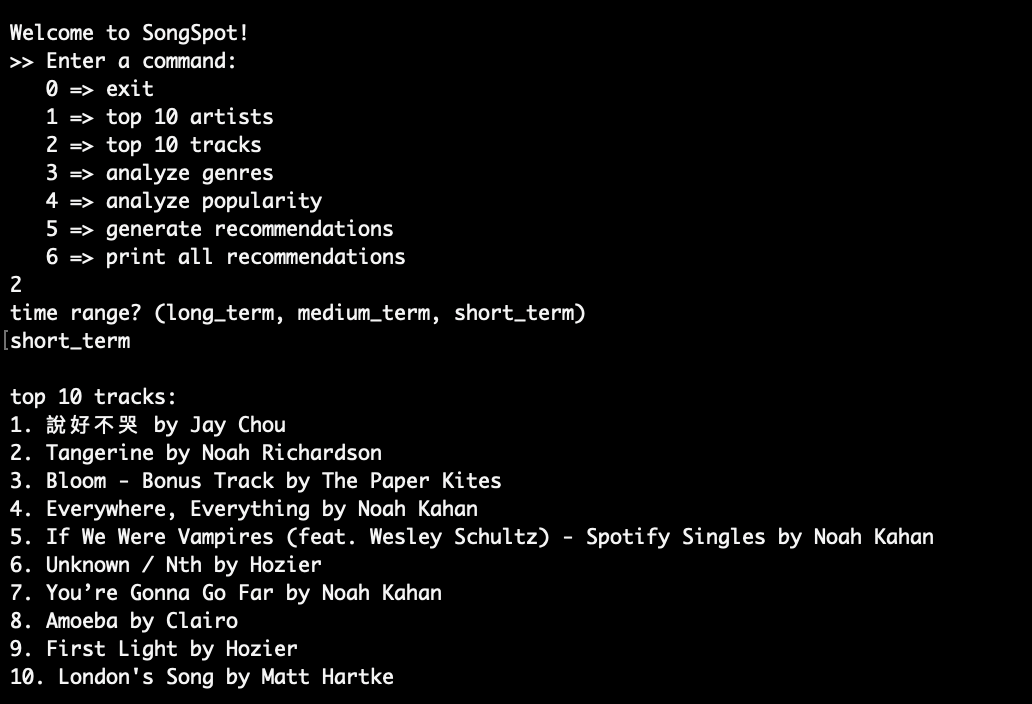 Welcome to SongSpot!
>> Enter a command:
   0 => exit
   1 => top 10 artists
   2 => top 10 tracks
   3 => analyze genres
   4 => analyze popularity
   5 => generate recommendations
   6 => print all recommendations
2
time range? (long_term, medium_term, short_term)
[short_term
top 10 tracks:
1. 說好不哭 by Jay Chou
2. Tangerine by Noah Richardson
3. Bloom - Bonus Track by The Paper Kites
4. Everywhere, Everything by Noah Kahan
5. If We Were Vampires (feat. Wesley Schultz) - Spotify Singles by Noah Kahan
6. Unknown / Nth by Hozier
7. You’re Gonna Go Far by Noah Kahan
8. Amoeba by Clairo
9. First Light by Hozier
10. London's Song by Matt Hartke